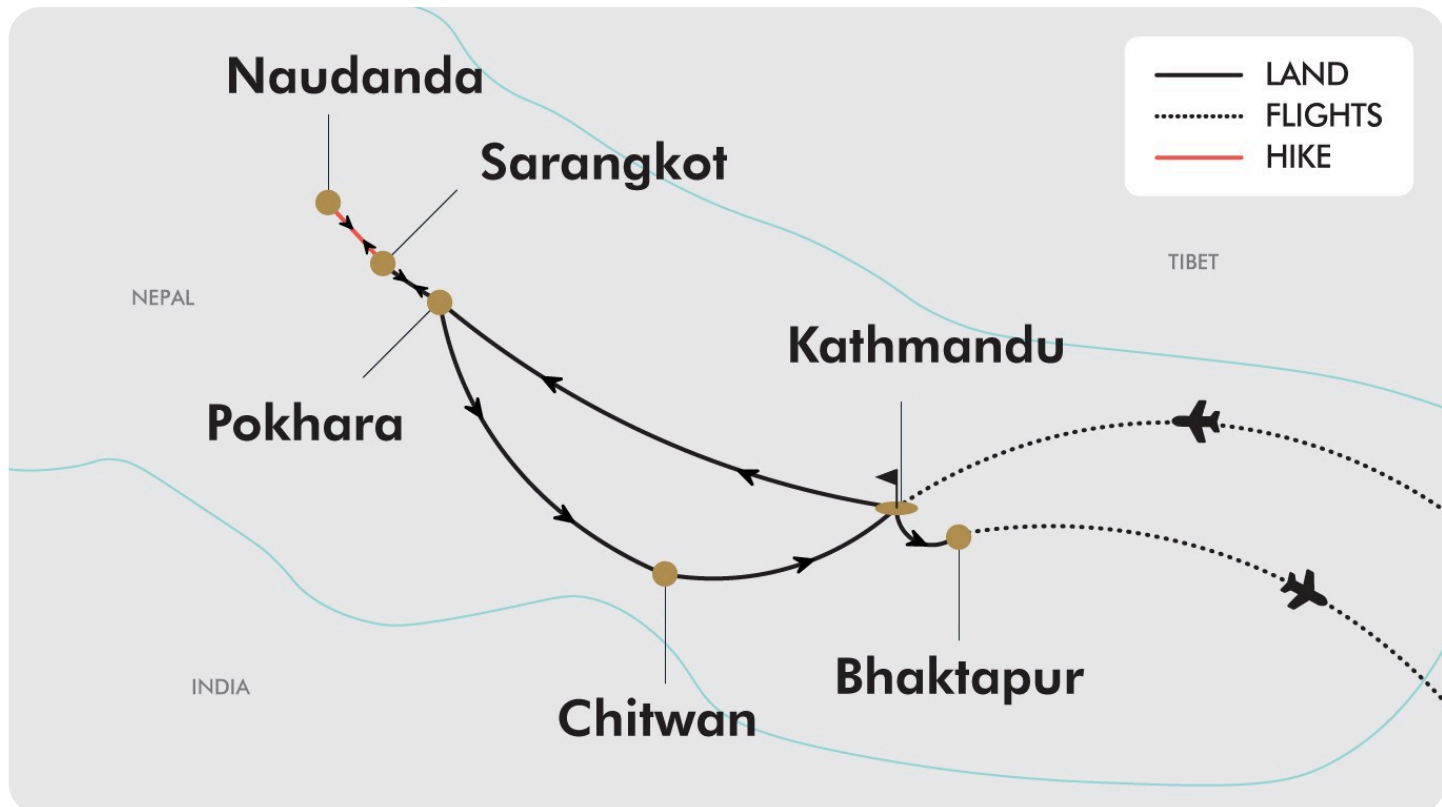 Naudanda
LAND
FLIGHTS
HIKE
Sarangkot
TIBET
NEPAL
Kathmandu
Pokhara
Bhaktapur
INDIA
Chitwan